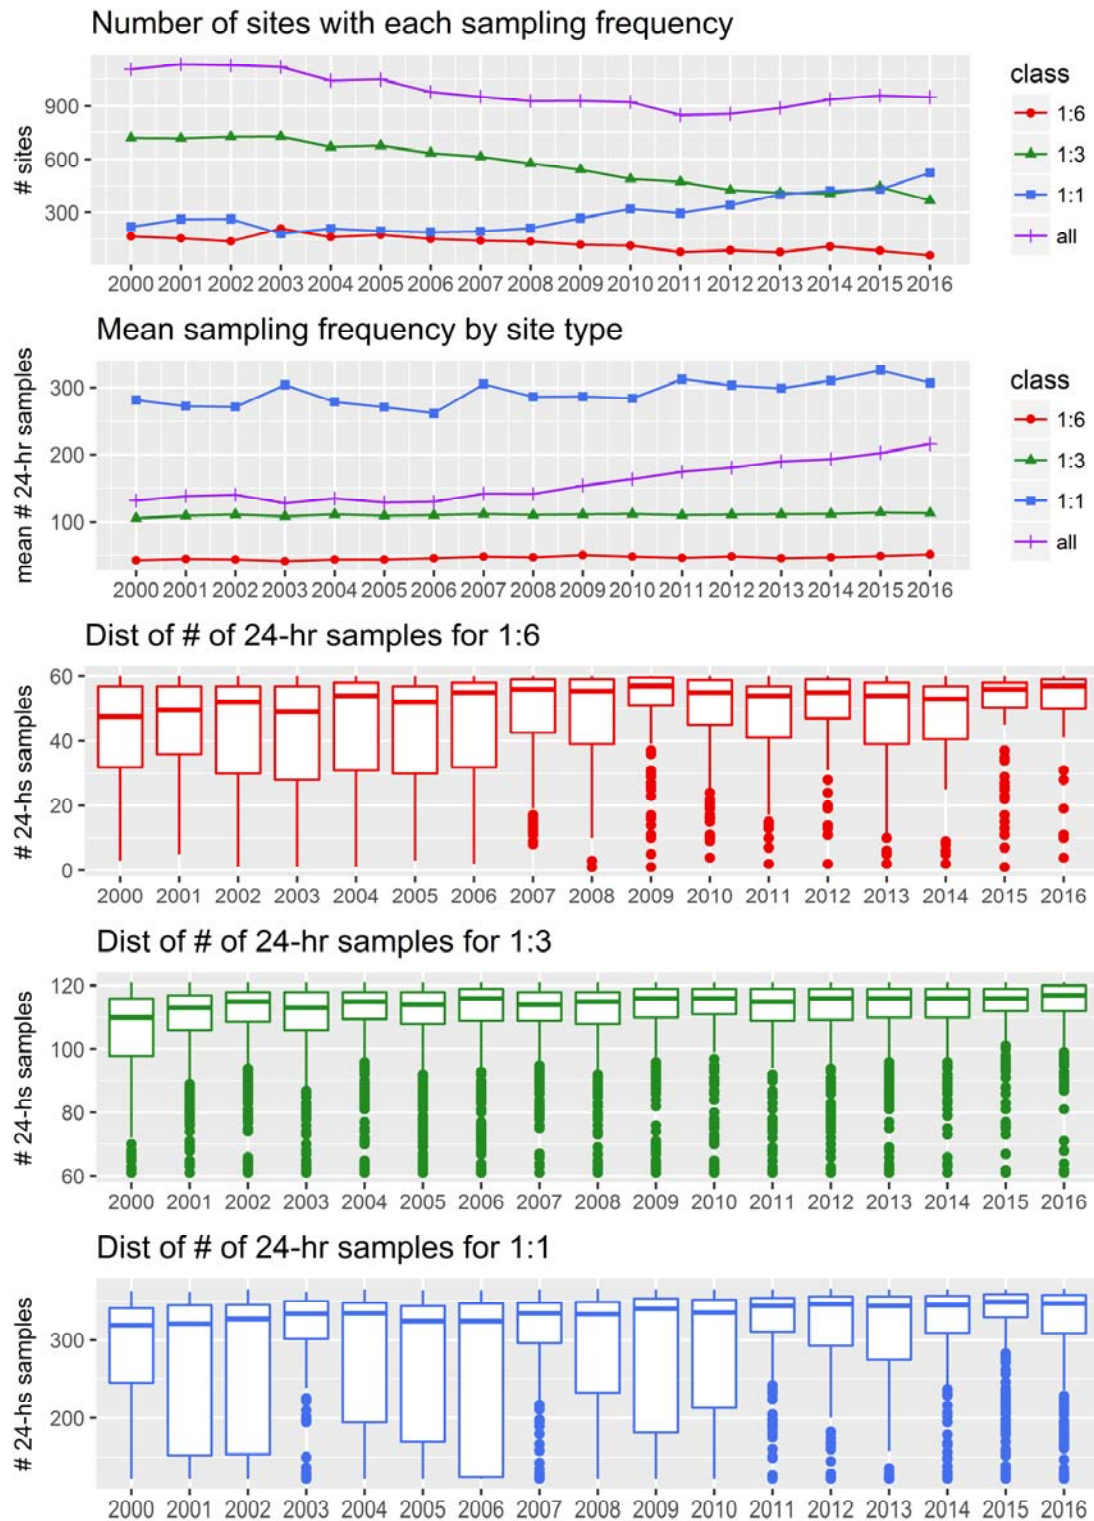 Number of sites with each sampling frequency
# sites
900
600
300
2000 2001 2002 2003 2004 2005 2006 2007 2008 2009 2010 2011 2012 2013 2014 2015 2016
class
1:6
1:3
1:1
all
Mean sampling frequency by site type
mean # 24-hr samples
300
200
100
2000 2001 2002 2003 2004 2005 2006 2007 2008 2009 2010 2011 2012 2013 2014 2015 2016
class
1:6
1:3
1:1
all
Dist of # of 24-hr samples for 1:6
# 24-hs samples
60
40
20
0
2000 2001 2002 2003 2004 2005 2006 2007 2008 2009 2010 2011 2012 2013 2014 2015 2016
Dist of # of 24-hr samples for 1:3
# 24-hs samples
120
100
80
60
2000 2001 2002 2003 2004 2005 2006 2007 2008 2009 2010 2011 2012 2013 2014 2015 2016
Dist of # of 24-hr samples for 1:1
# 24-hs samples
300
200
2000 2001 2002 2003 2004 2005 2006 2007 2008 2009 2010 2011 2012 2013 2014 2015 2016